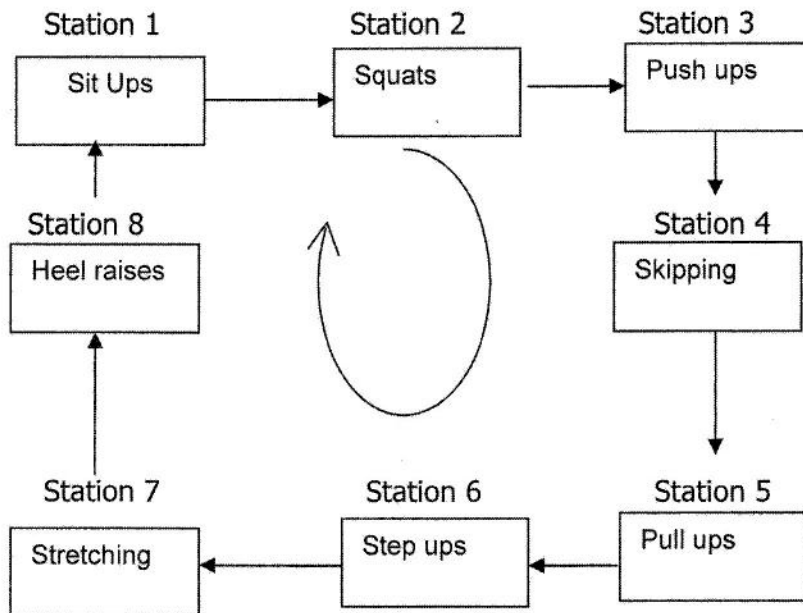 Station 1
Sit Ups
Station 2
Squats
Station 3
Push ups
Station 4
Skipping
Station 5
Pull ups
Station 6
Step ups
Station 7
Stretching
Station 8
Heel raises